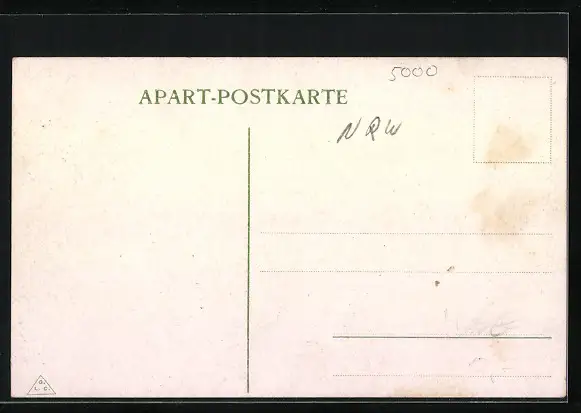 5000
APART-POSTKARTE
NRW
G.
L. C.